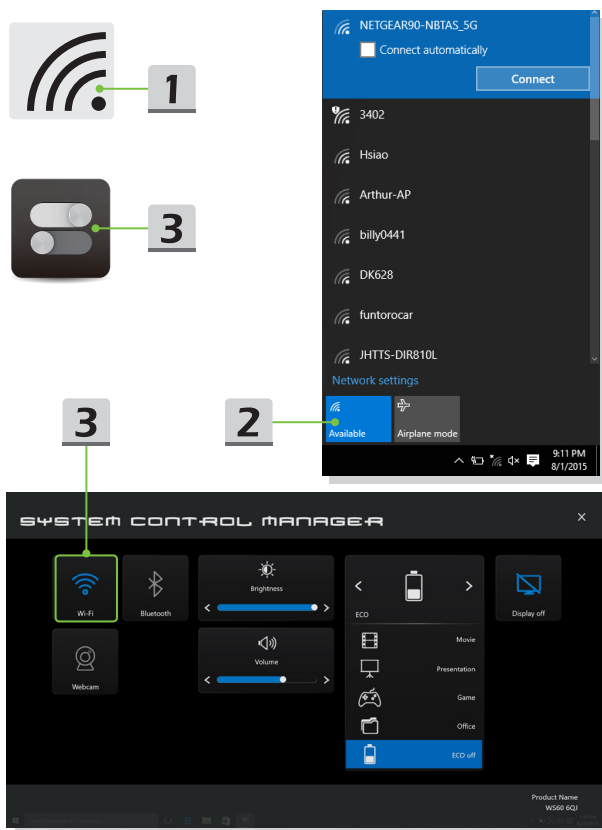 1
3
NETGEAR90-NBTAS_5G
Connect automatically
Connect
3402
Hsiao
Arthur-AP
billy0441
DK628
funtorocar
JHTTS-DIR810L
Network settings
Available
Airplane mode
9:11 PM
8/1/2015
2
3
SYSTEM CONTROL MANAGER
Wi-Fi
Bluetooth
Webcam
Brightness
Volume
ECO
Movie
Presentation
Game
Office
ECO off
Display off
Product Name
WS60 6QJ